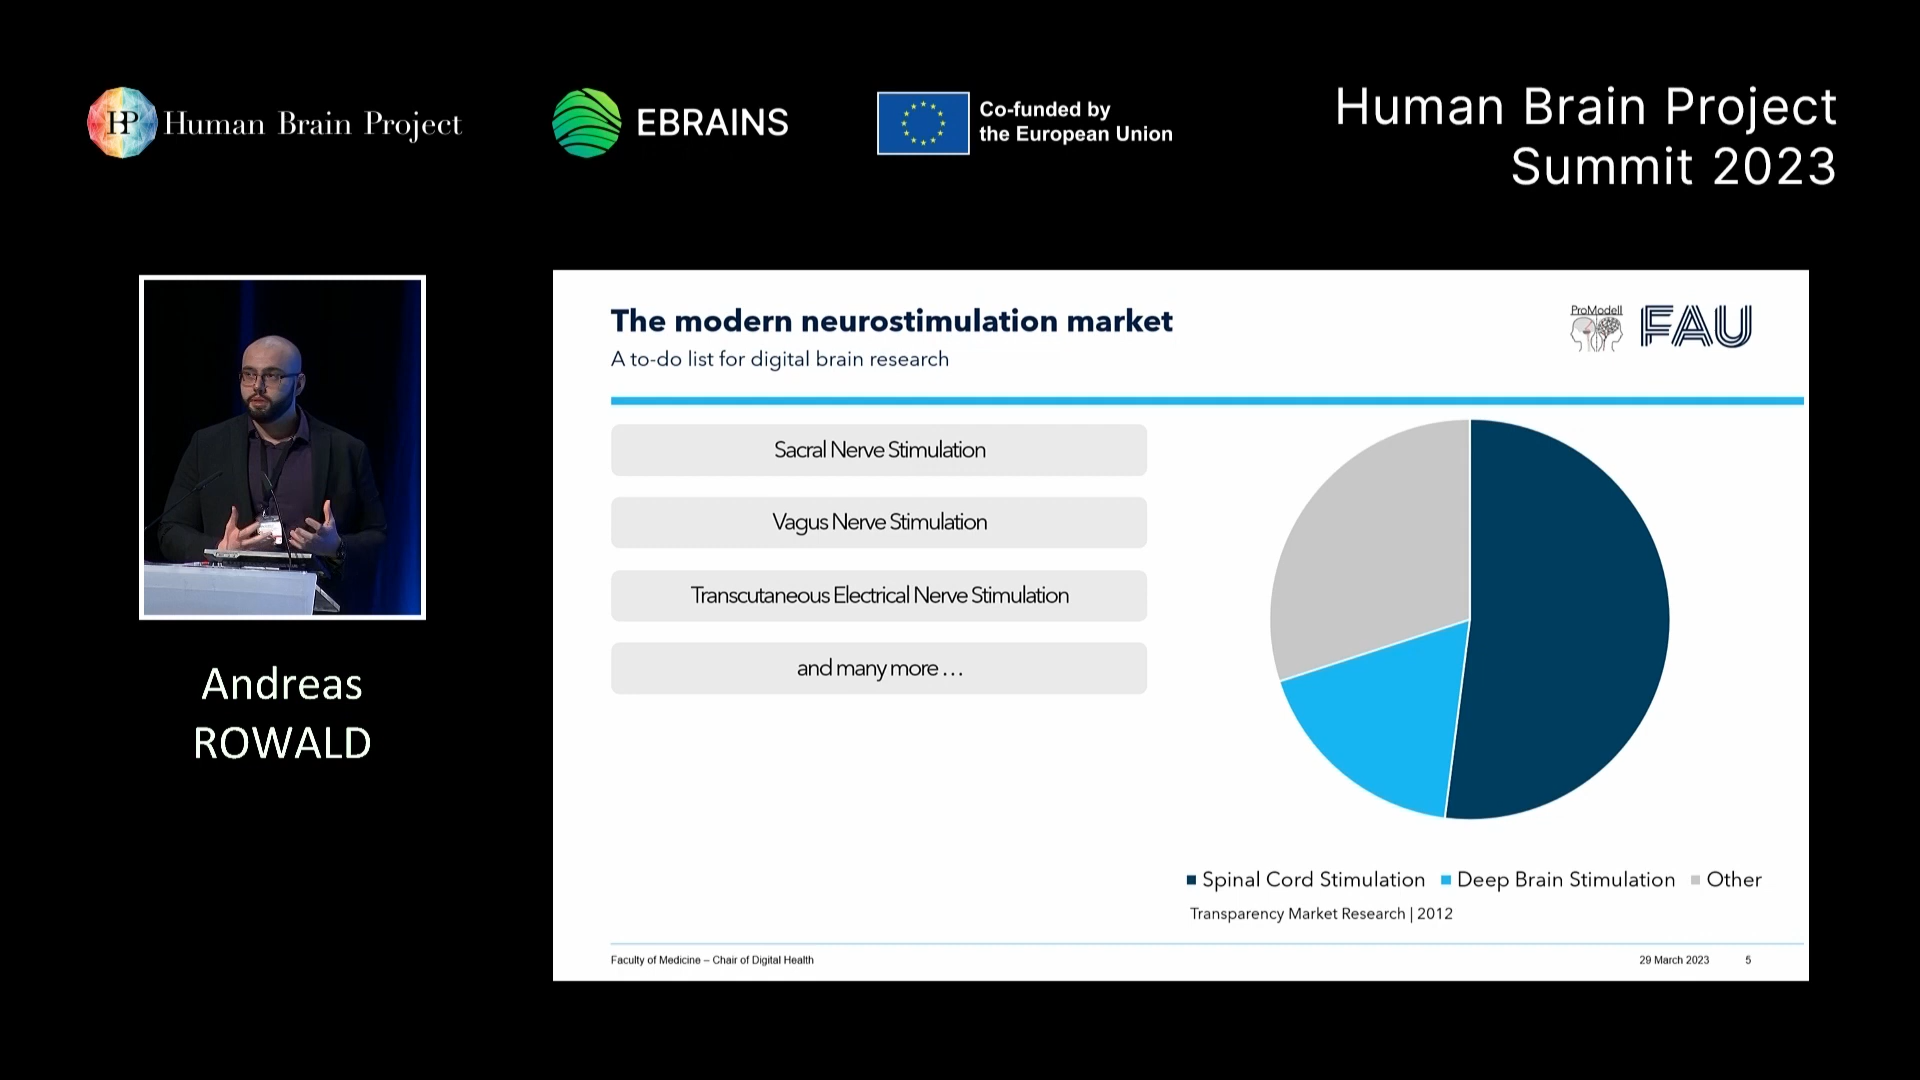 HP Human Brain Project
EBRAINS
Co-funded by
the European Union
Human Brain Project
Summit 2023
Andreas
ROWALD
The modern neurostimulation market
A to-do list for digital brain research
ProModell
FAU
Sacral Nerve Stimulation
Vagus Nerve Stimulation
Transcutaneous Electrical Nerve Stimulation
and many more …
Spinal Cord Stimulation Deep Brain Stimulation Other
Transparency Market Research | 2012
Faculty of Medicine – Chair of Digital Health
29 March 2023 5